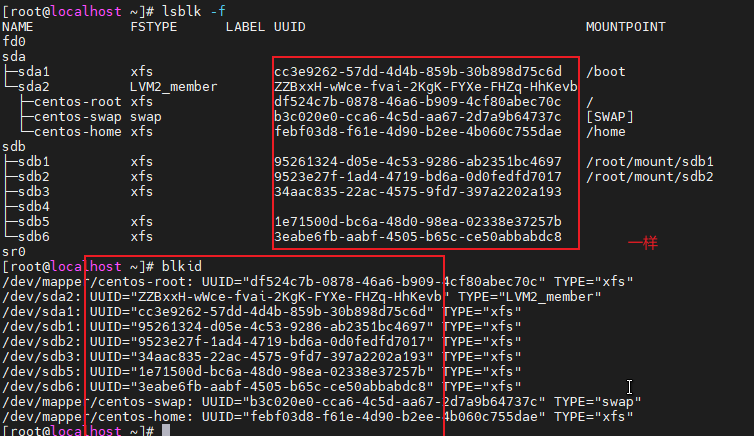 [root@localhost ~]# lsblk -f
NAME FSTYPE LABEL UUID MOUNTPOINT
fd0
sda
├─sda1 xfs cc3e9262-57dd-4d4b-859b-30b898d75c6d /boot
└─sda2 LVM2_member ZZBxxH-wWce-fvai-2KgK-FYXe-FHZq-HhKevb
├─centos-root xfs df524c7b-0878-46a6-b909-4cf80abec70c /
├─centos-swap swap b3c020e0-cca6-4c5d-aa67-2d7a9b64737c [SWAP]
└─centos-home xfs febf03d8-f61e-4d90-b2ee-4b060c755dae /home
sdb
├─sdb1 xfs 95261324-d05e-4c53-9286-ab2351bc4697 /root/mount/sdb1
├─sdb2 xfs 9523e27f-1ad4-4719-bd6a-0d0fedfd7017 /root/mount/sdb2
├─sdb3 xfs 34aac835-22ac-4575-9fd7-397a2202a193
├─sdb4
├─sdb5 xfs 1e71500d-bc6a-48d0-98ea-02338e37257b
└─sdb6 xfs 3eabe6fb-aabf-4505-b65c-ce50abbabdc8
一样
sr0
[root@localhost ~]# blkid
/dev/mapper/centos-root: UUID="df524c7b-0878-46a6-b909-4cf80abec70c" TYPE="xfs"
/dev/sda2: UUID="ZZBxxH-wWce-fvai-2KgK-FYXe-FHZq-HhKevb" TYPE="LVM2_member"
/dev/sda1: UUID="cc3e9262-57dd-4d4b-859b-30b898d75c6d" TYPE="xfs"
/dev/sdb1: UUID="95261324-d05e-4c53-9286-ab2351bc4697" TYPE="xfs"
/dev/sdb2: UUID="9523e27f-1ad4-4719-bd6a-0d0fedfd7017" TYPE="xfs"
/dev/sdb3: UUID="34aac835-22ac-4575-9fd7-397a2202a193" TYPE="xfs"
/dev/sdb5: UUID="1e71500d-bc6a-48d0-98ea-02338e37257b" TYPE="xfs"
/dev/sdb6: UUID="3eabe6fb-aabf-4505-b65c-ce50abbabdc8" TYPE="xfs"
/dev/mapper/centos-swap: UUID="b3c020e0-cca6-4c5d-aa67-2d7a9b64737c" TYPE="swap"
/dev/mapper/centos-home: UUID="febf03d8-f61e-4d90-b2ee-4b060c755dae" TYPE="xfs"
[root@localhost ~]#